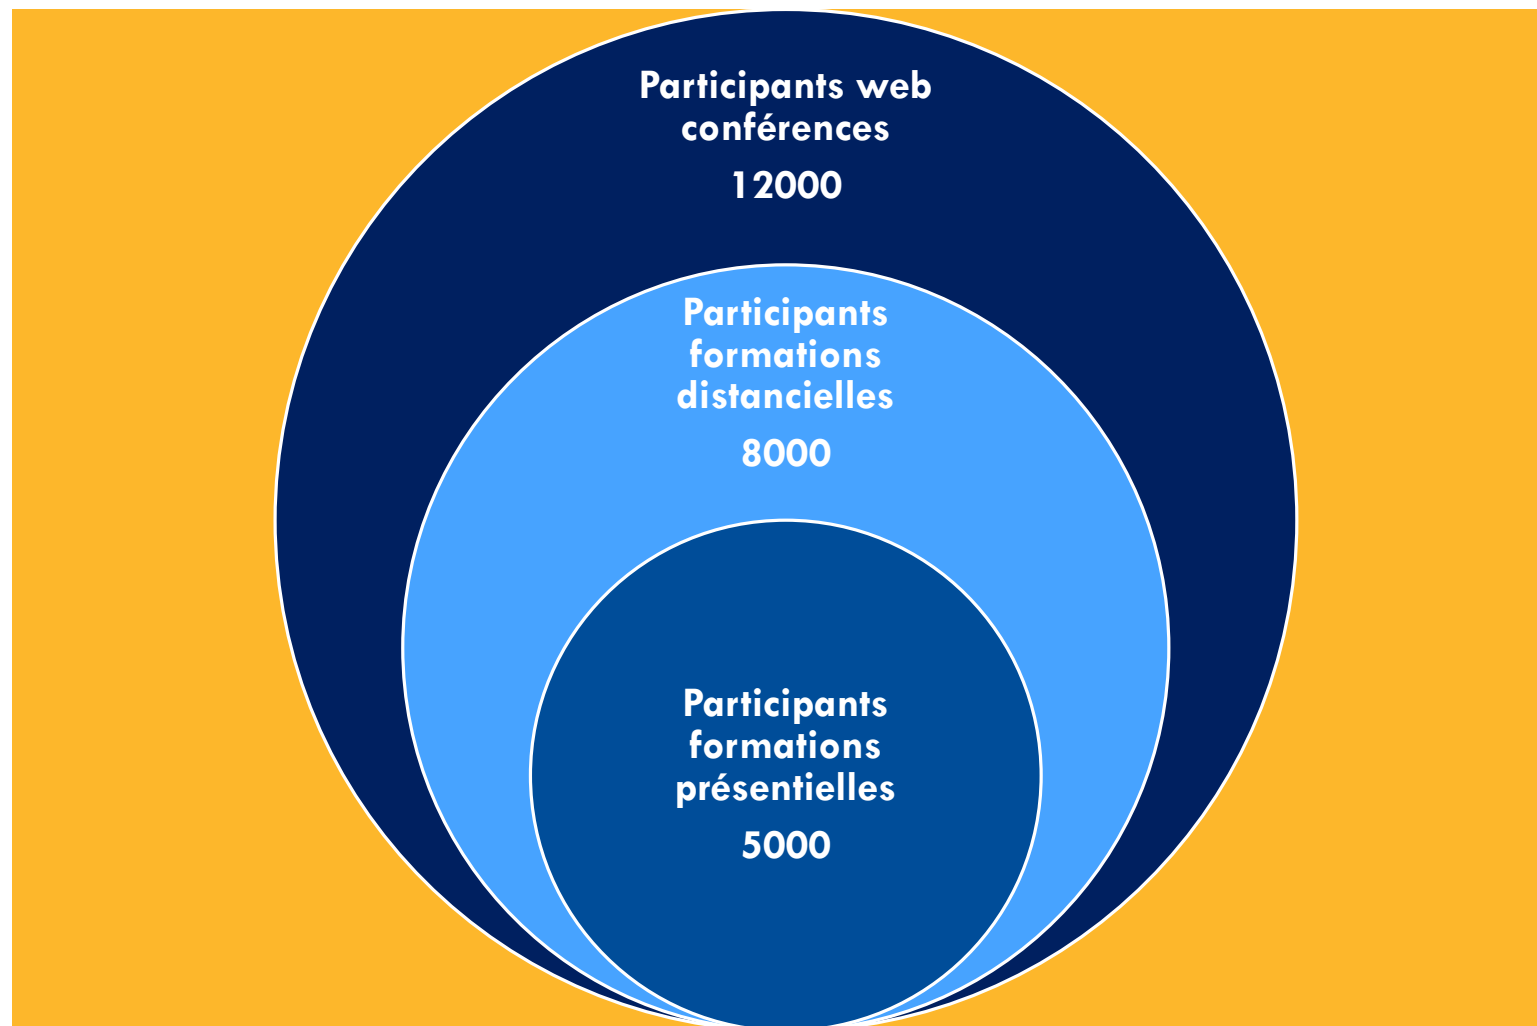 Participants web
conférences
12000
Participants
formations
distancielles
8000
Participants
formations
présentielles
5000